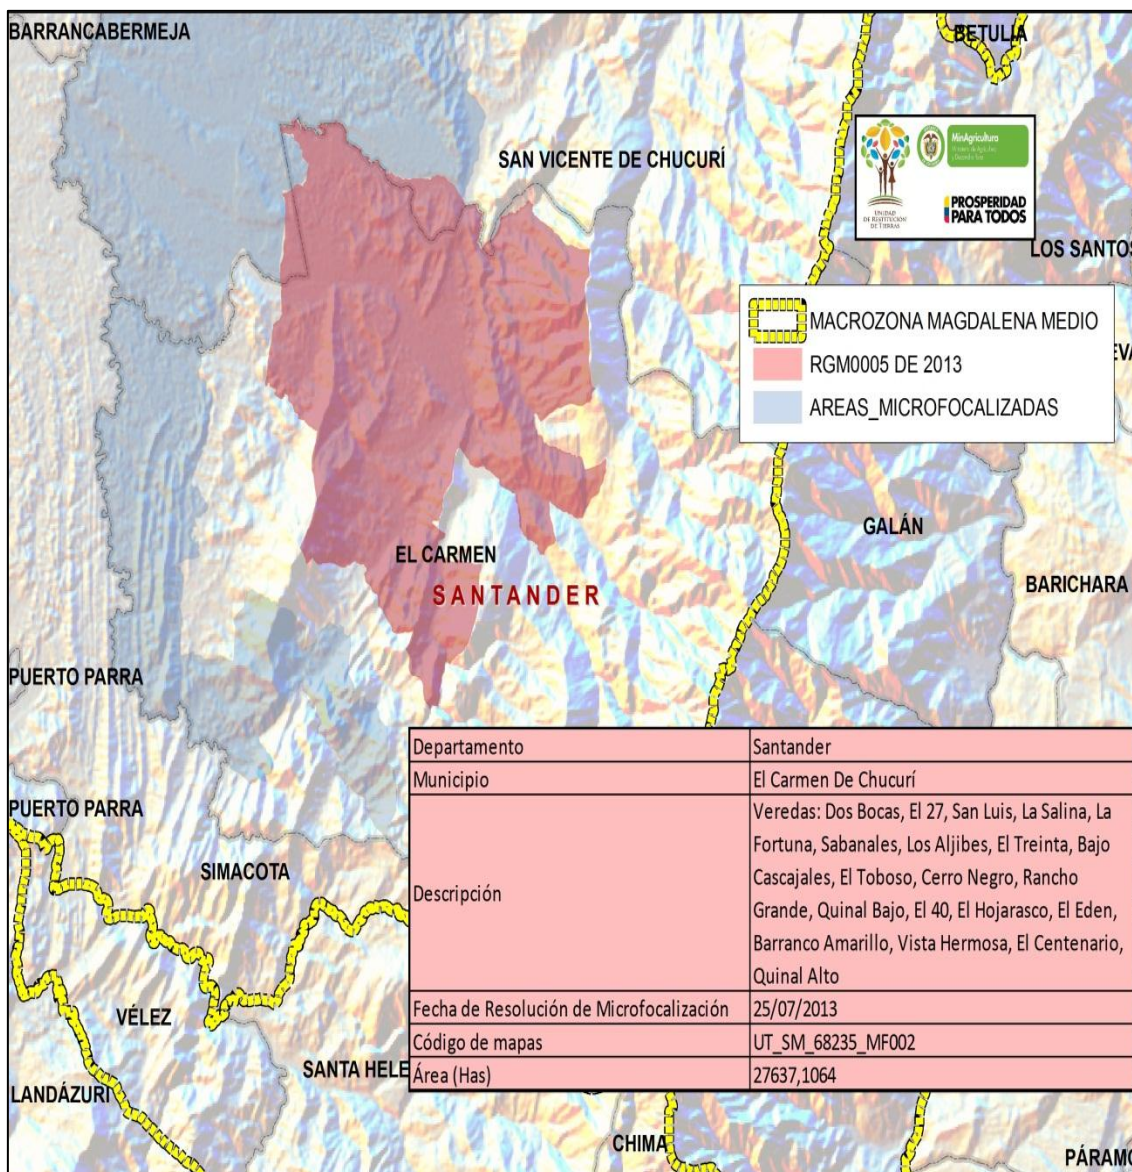 BARRANCABERMEJA
BETULIA
SAN VICENTE DE CHUCURÍ
MinAgricultura
UNIDAD
DE RESTITUCIÓN
DE TIERRAS
PROSPERIDAD
PARA TODOS
LOS SANTOS
MACROZONA MAGDALENA MEDIO
RGM0005 DE 2013
AREAS_MICROFOCALIZADAS
EVA
GALÁN
BARICHARA
EL CARMEN
SANTANDER
PUERTO PARRA
PUERTO PARRA
SIMACOTA
VÉLEZ
SANTA HELE
LANDÁZURI
CHIMA
PÁRAMO
Departamento Santander
Municipio El Carmen De Chucurí
Descripción Veredas: Dos Bocas, El 27, San Luis, La Salina, La
Fortuna, Sabanales, Los Aljibes, El Treinta, Bajo
Cascajales, El Toboso, Cerro Negro, Rancho
Grande, Quinal Bajo, El 40, El Hojarasco, El Eden,
Barranco Amarillo, Vista Hermosa, El Centenario,
Quinal Alto
Fecha de Resolución de Microfocalización 25/07/2013
Código de mapas UT_SM_68235_MF002
Área (Has) 27637,1064